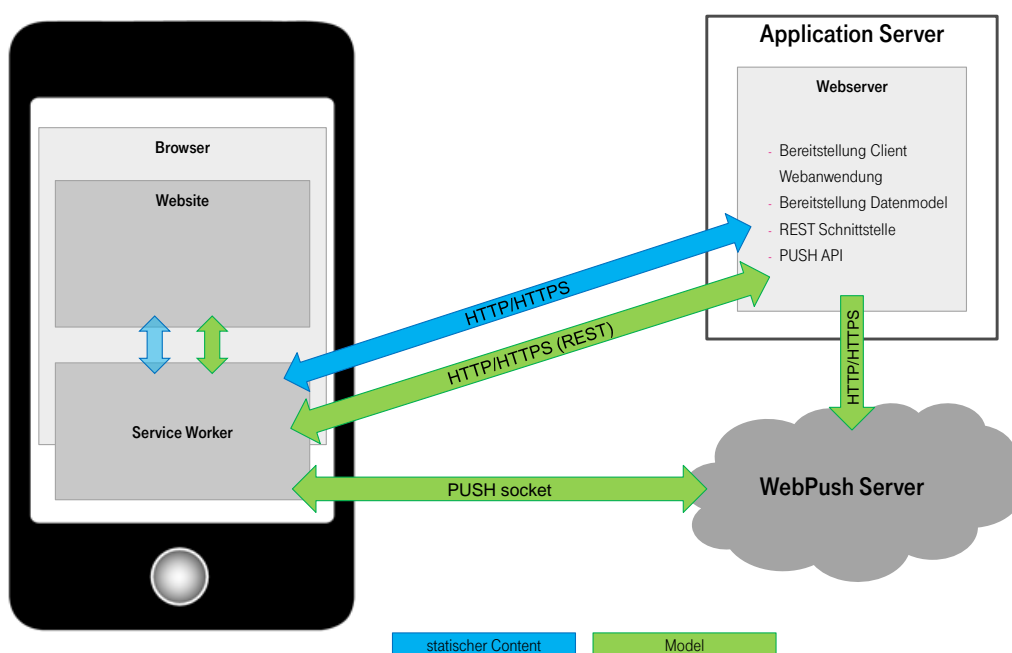 Application Server
Webserver
- Bereitstellung Client
Webanwendung
- Bereitstellung Datenmodel
- REST Schnittstelle
- PUSH API
Browser
Website
Service Worker
HTTP/HTTPS
HTTP/HTTPS (REST)
HTTP/HTTPS
PUSH socket
WebPush Server
statischer Content
Model